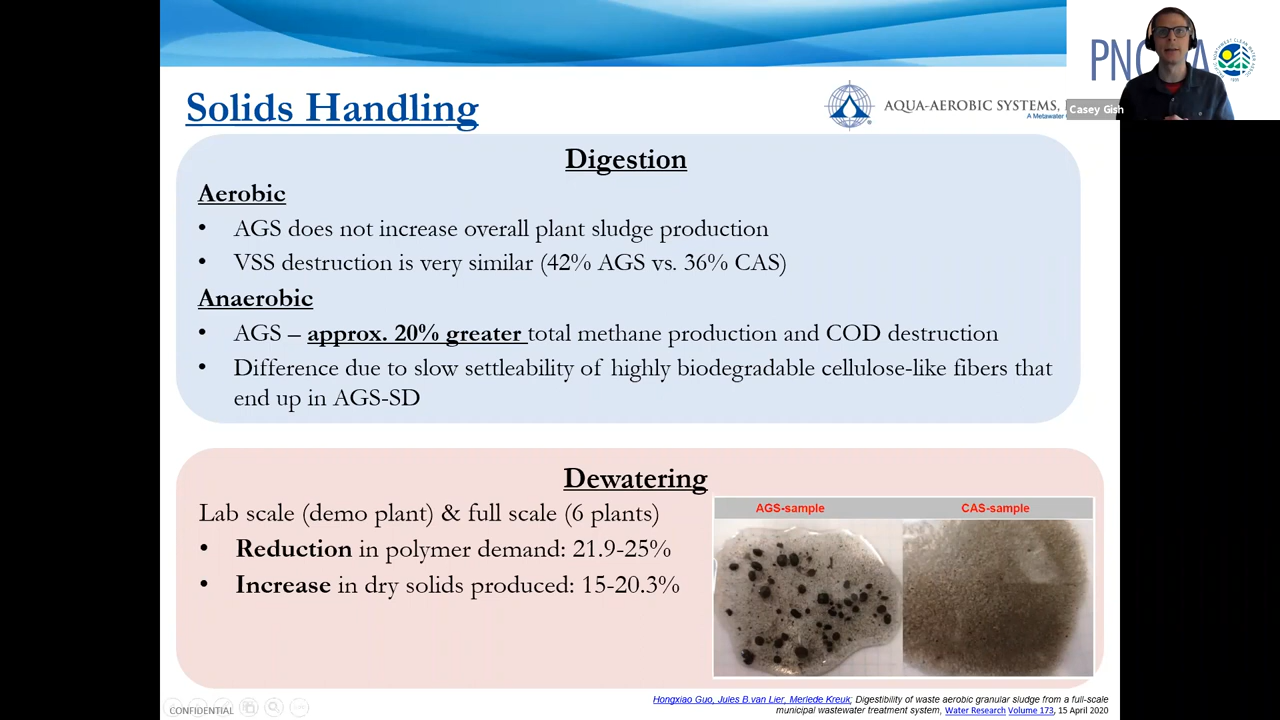 PNC
A
Casey Gish
Solids Handling
AQUA-AEROBIC SYSTEMS,
A Metawater
Digestion
Aerobic
• AGS does not increase overall plant sludge production
• VSS destruction is very similar (42% AGS vs. 36% CAS)
Anaerobic
• AGS – approx. 20% greater total methane production and COD destruction
• Difference due to slow settleability of highly biodegradable cellulose-like fibers that
end up in AGS-SD
Dewatering
Lab scale (demo plant) & full scale (6 plants)
• Reduction in polymer demand: 21.9-25%
• Increase in dry solids produced: 15-20.3%
AGS-sample
CAS-sample
Hongxiao Guo, Jules B.van Lier, Merlede Kreuk; Digestibility of waste aerobic granular sludge from a full-scale
municipal wastewater treatment system, Water Research Volume 173, 15 April 2020
CONFIDENTIAL